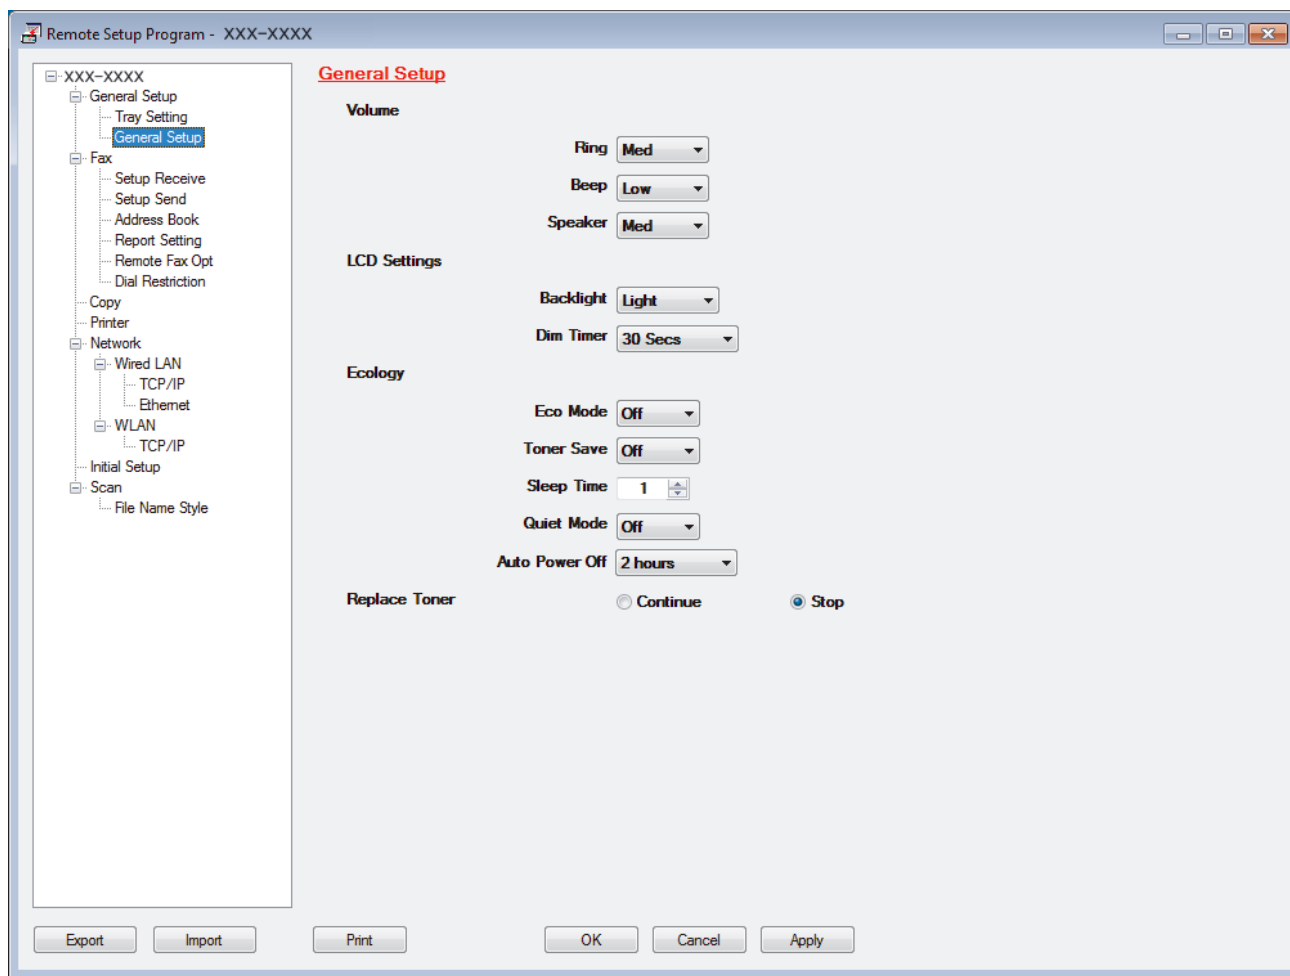 Remote Setup Program - XXX-XXXX
XXX-XXXX
General Setup
Tray Setting
General Setup
Fax
Setup Receive
Setup Send
Address Book
Report Setting
Remote Fax Opt
Dial Restriction
Copy
Printer
Network
Wired LAN
TCP/IP
Ethernet
WLAN
TCP/IP
Initial Setup
Scan
File Name Style
General Setup
Volume
Ring Med
Beep Low
Speaker Med
LCD Settings
Backlight Light
Dim Timer 30 Secs
Ecology
Eco Mode Off
Toner Save Off
Sleep Time 1
Quiet Mode Off
Auto Power Off 2 hours
Replace Toner Continue Stop
Export Import Print OK Cancel Apply